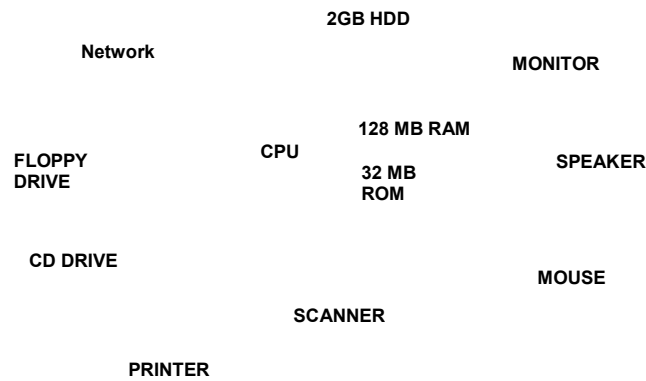 2GB HDD
Network
MONITOR
128 MB RAM
CPU
FLOPPY
DRIVE
SPEAKER
32 MB
ROM
CD DRIVE
MOUSE
SCANNER
PRINTER